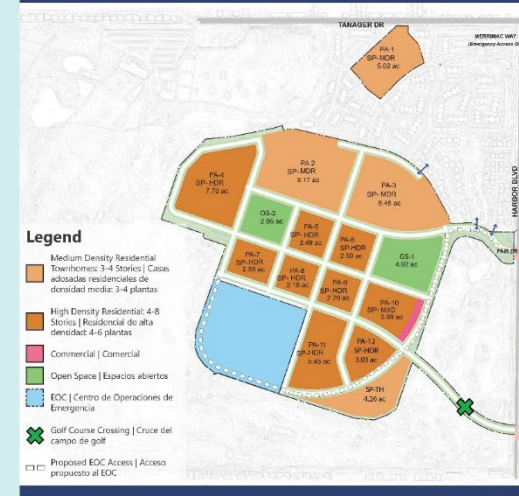 TANAGER DR
MERRIMAC WAY
(Emergency Access O
PA-1
SP-MDR
5.02 ac
HARBOR BLVD
PA-2
SP-MDR
9.17 ac
PA-4
SP-HDR
7.70 ac
PA-3
SP-MDR
8.48 ac
OS-2
2.95 ac
PA-5
SP-HDR
2.49 ac
PA-6
SP-HDR
2.50 ac
OS-1
4.92 ac
FAIR DR
PA-7
SP-HDR
2.58 ac
PA-8
SP-HDR
2.18 ac
PA-9
SP-HDR
2.20 ac
PA-10
SP-MXD
3.99 ac
PA-11
SP-HDR
5.45 ac
PA-12
SP-HDR
3.03 ac
SP-TH
4.26 ac
Legend
Medium Density Residential
Townhomes: 3-4 Stories | Casas
adosadas residenciales de
densidad media: 3-4 plantas
High Density Residential: 4-8
Stories | Residencial de alta
densidad: 4-6 plantas
Commercial | Comercial
Open Space | Espacios abiertos
EOC | Centro de Operaciones de
Emergencia
Golf Course Crossing | Cruce del
campo de golf
Proposed EOC Access | Acceso
propuesto al EOC